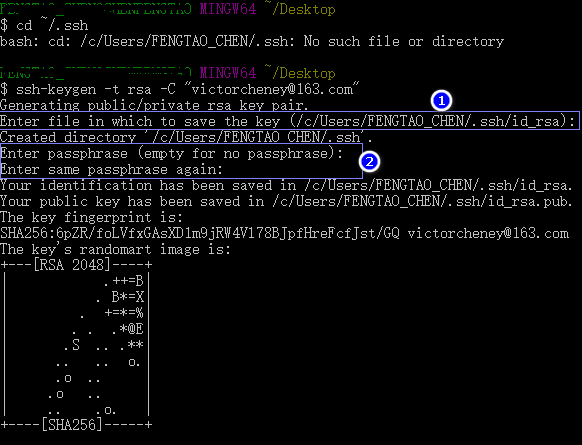 MINGW64 ~/Desktop
$ cd ~/.ssh
bash: cd: /c/Users/FENGTAO_CHEN/.ssh: No such file or directory
MINGW64 ~/Desktop
$ ssh-keygen -t rsa -C "victorcheney@163.com"
Generating public/private rsa key pair.
1
Enter file in which to save the key (/c/Users/FENGTAO_CHEN/.ssh/id_rsa):
Created directory '/c/Users/FENGTAO_CHEN/.ssh'.
Enter passphrase (empty for no passphrase):
2
Enter same passphrase again:
Your identification has been saved in /c/Users/FENGTAO_CHEN/.ssh/id_rsa.
Your public key has been saved in /c/Users/FENGTAO_CHEN/.ssh/id_rsa.pub.
The key fingerprint is:
SHA256:6pZR/foLVfxGAsXD1m9jRW4V178BJpfHreFcfJst/GQ victorcheney@163.com
The key's randomart image is:
+---[RSA 2048]----+
|            .++=B|
|           . B*=X|
|         .  +=*=%|
|        . .  .*@E|
|       .S  .. .**|
|      ..   ..  o.|
|      .o  ..     |
|     .o   ..     |
|     ..    .o.   |
+----[SHA256]-----+